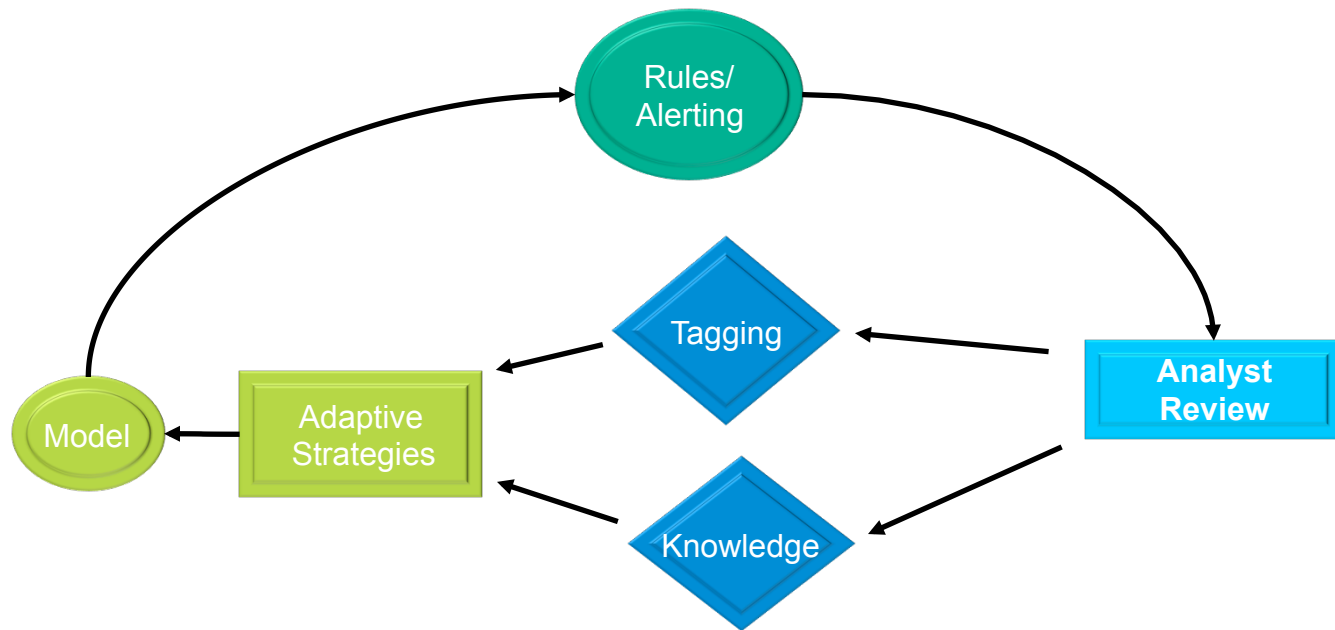 Rules/
Alerting
Tagging
Analyst
Review
Model
Adaptive
Strategies
Knowledge